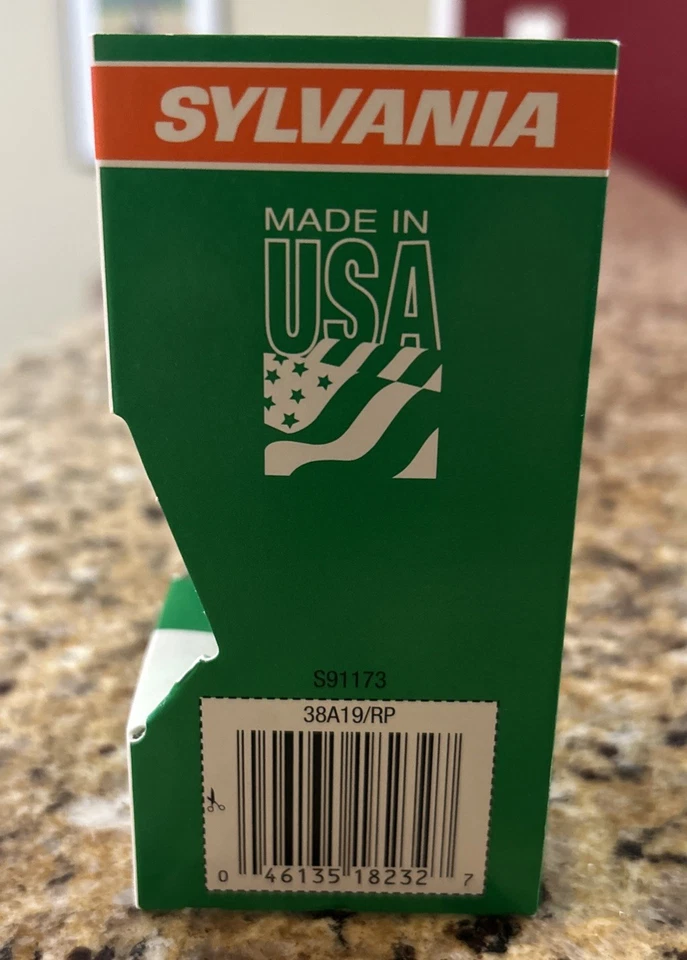 SYLVANIA
MADE IN
USA
S91173
38A19/RP
0 46135 18232 7